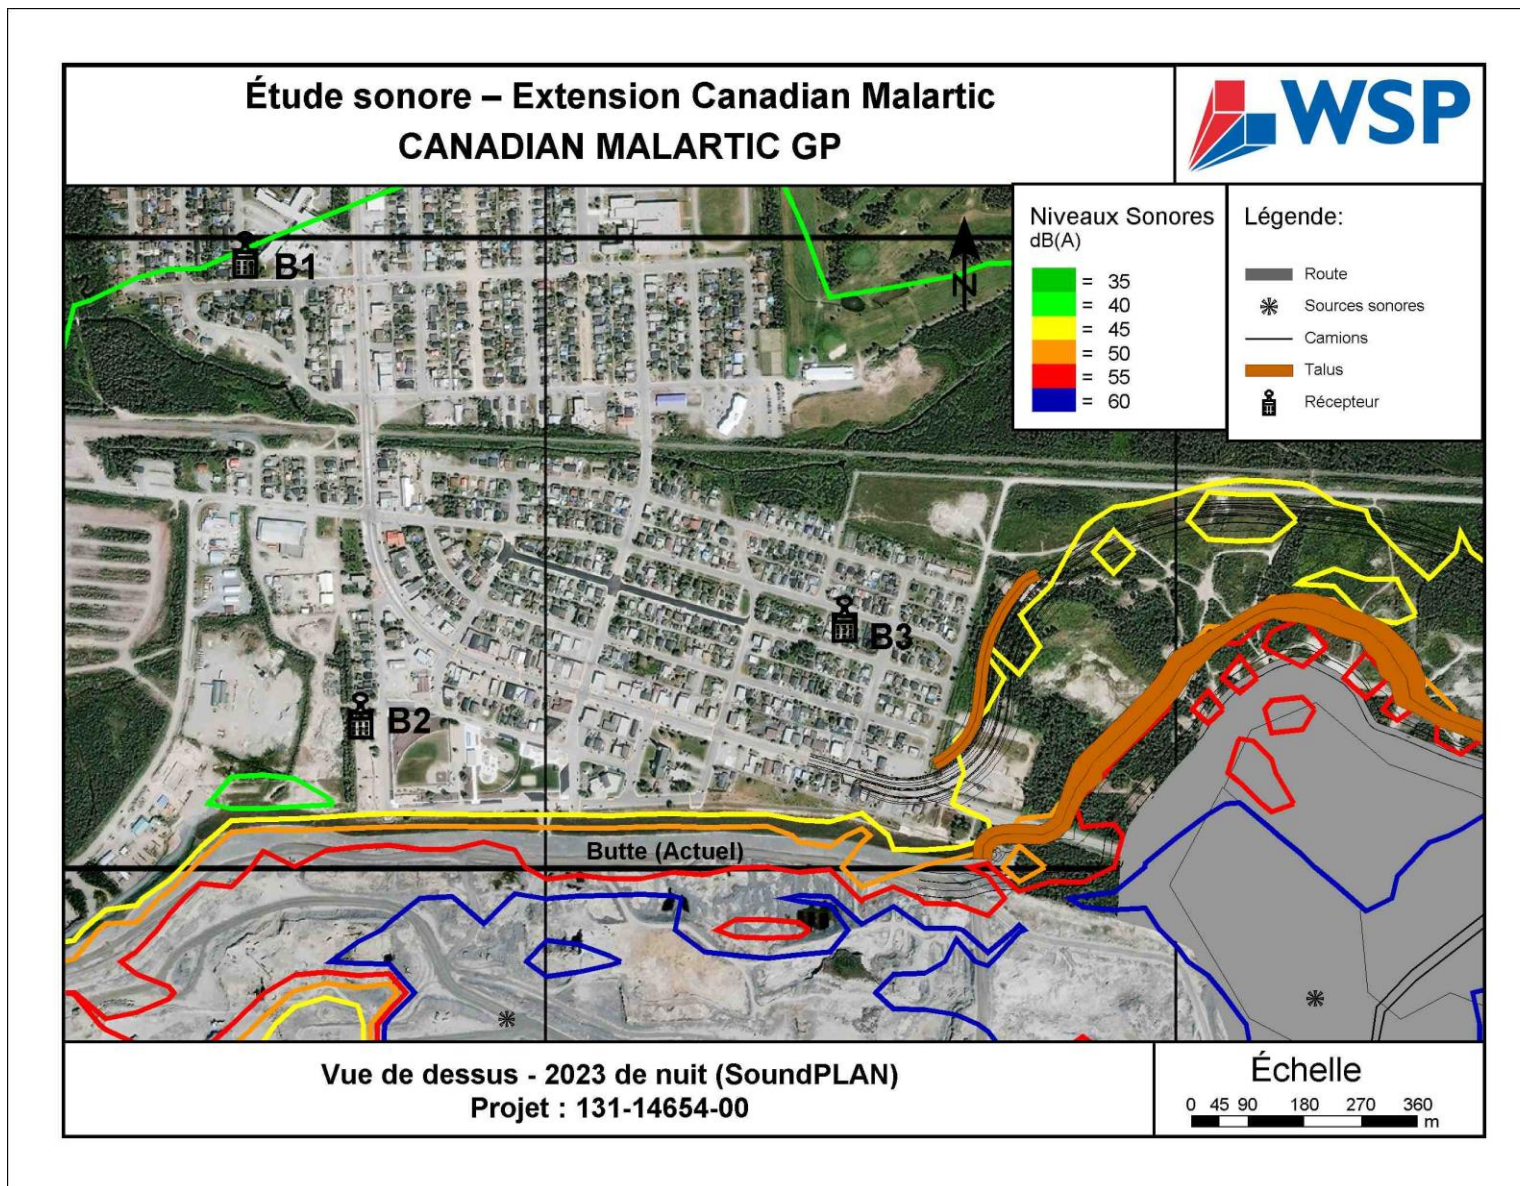 Étude sonore – Extension Canadian Malartic
CANADIAN MALARTIC GP
WSP
Niveaux Sonores
dB(A)
= 35
= 40
= 45
= 50
= 55
= 60
Légende:
Route
Sources sonores
Camions
Talus
Récepteur
N
B1
B2
B3
Butte (Actuel)
Vue de dessus - 2023 de nuit (SoundPLAN)
Projet : 131-14654-00
Échelle
0 45 90 180 270 360
m